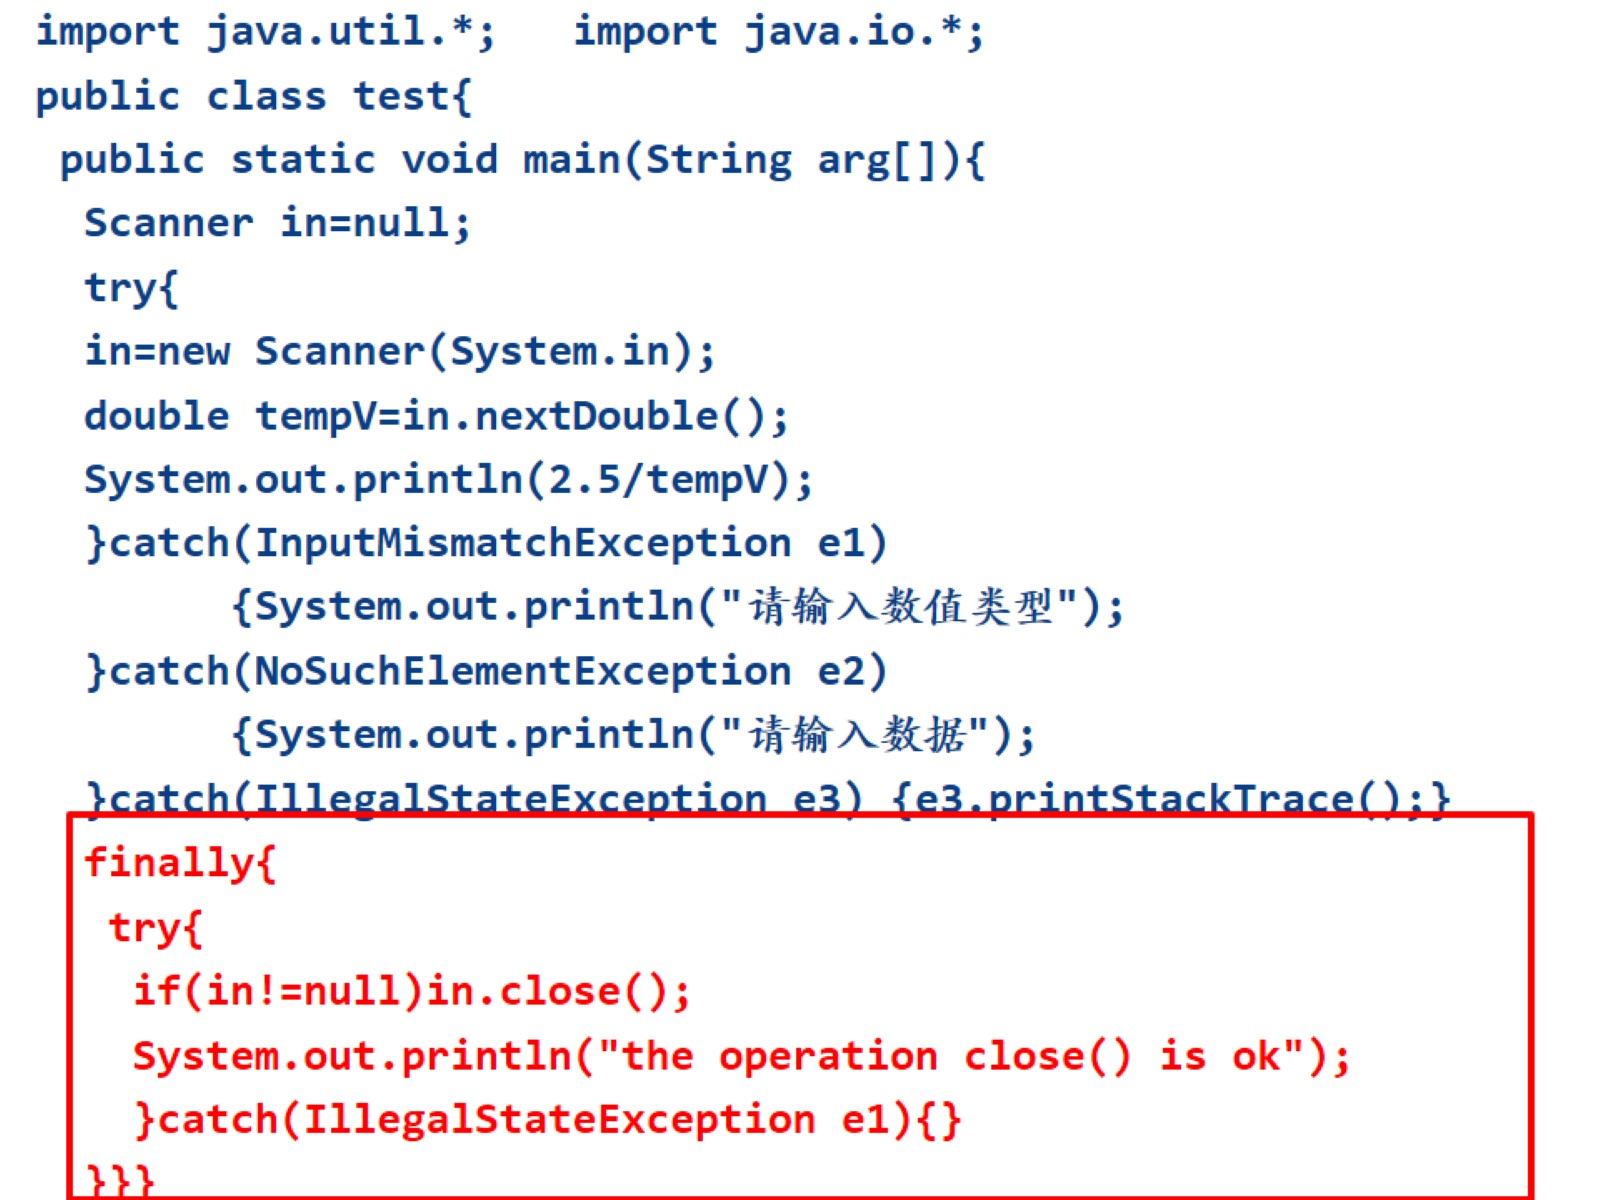 import java.util.*;   import java.io.*;
public class test{
 public static void main(String arg[]){
  Scanner in=null;
  try{
  in=new Scanner(System.in);
  double tempV=in.nextDouble();
  System.out.println(2.5/tempV);
  }catch(InputMismatchException e1)
        {System.out.println("请输入数值类型");
  }catch(NoSuchElementException e2)
        {System.out.println("请输入数据");
  }catch(IllegalStateException e3) {e3.printStackTrace();}
  finally{
   try{
    if(in!=null)in.close();
    System.out.println("the operation close() is ok");
    }catch(IllegalStateException e1){}
  }}}